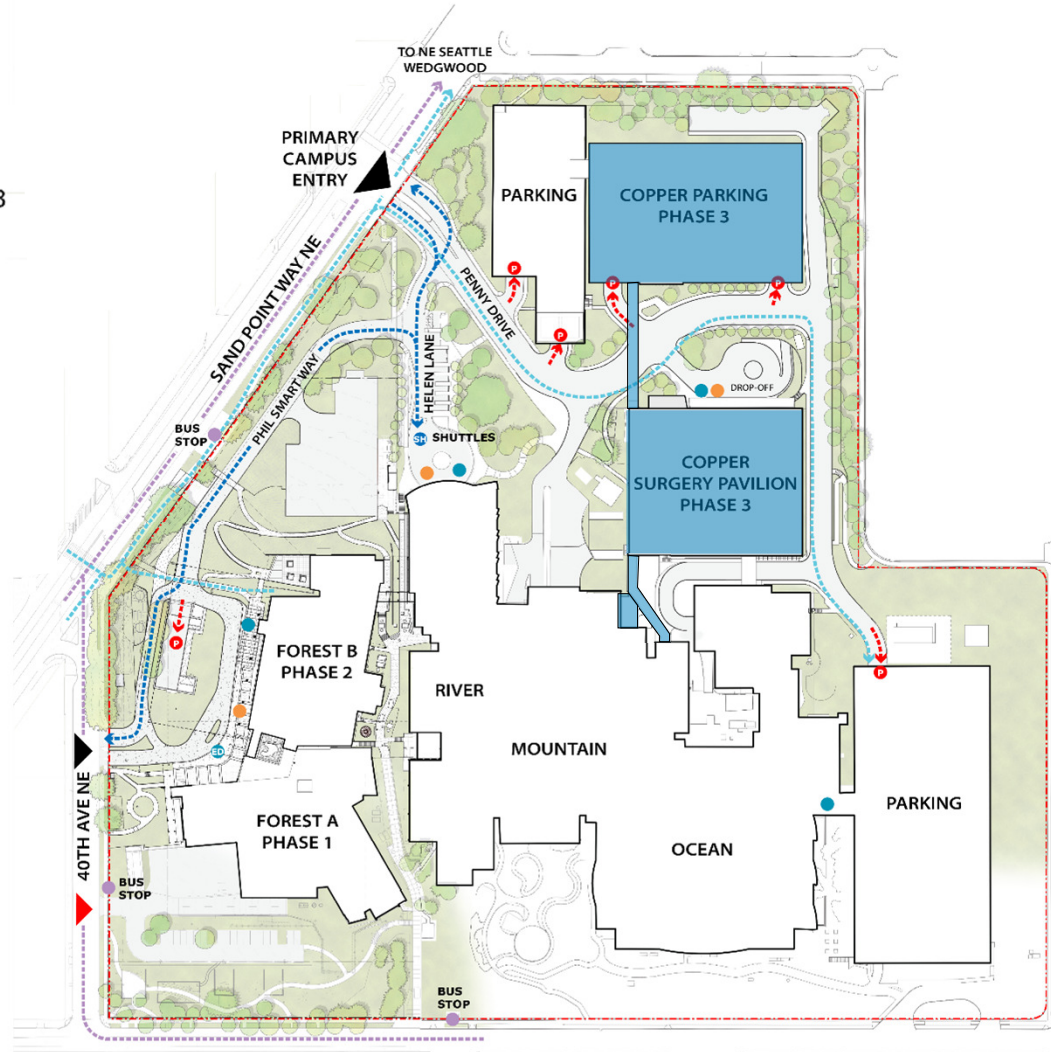 TO NE SEATTLE
WEDGWOOD
PRIMARY
CAMPUS
ENTRY
3
PARKING
COPPER PARKING
PHASE 3
SAND POINT WAY NE
PENNY DRIVE
P
P
P
P
PHIL SMART WAY
HELEN LANE
DROP-OFF
BUS
STOP
SH
SHUTTLES
COPPER
SURGERY PAVILION
PHASE 3
P
FOREST B
PHASE 2
RIVER
P
MOUNTAIN
ED
40TH AVE NE
FOREST A
PHASE 1
PARKING
OCEAN
BUS
STOP
BUS
STOP